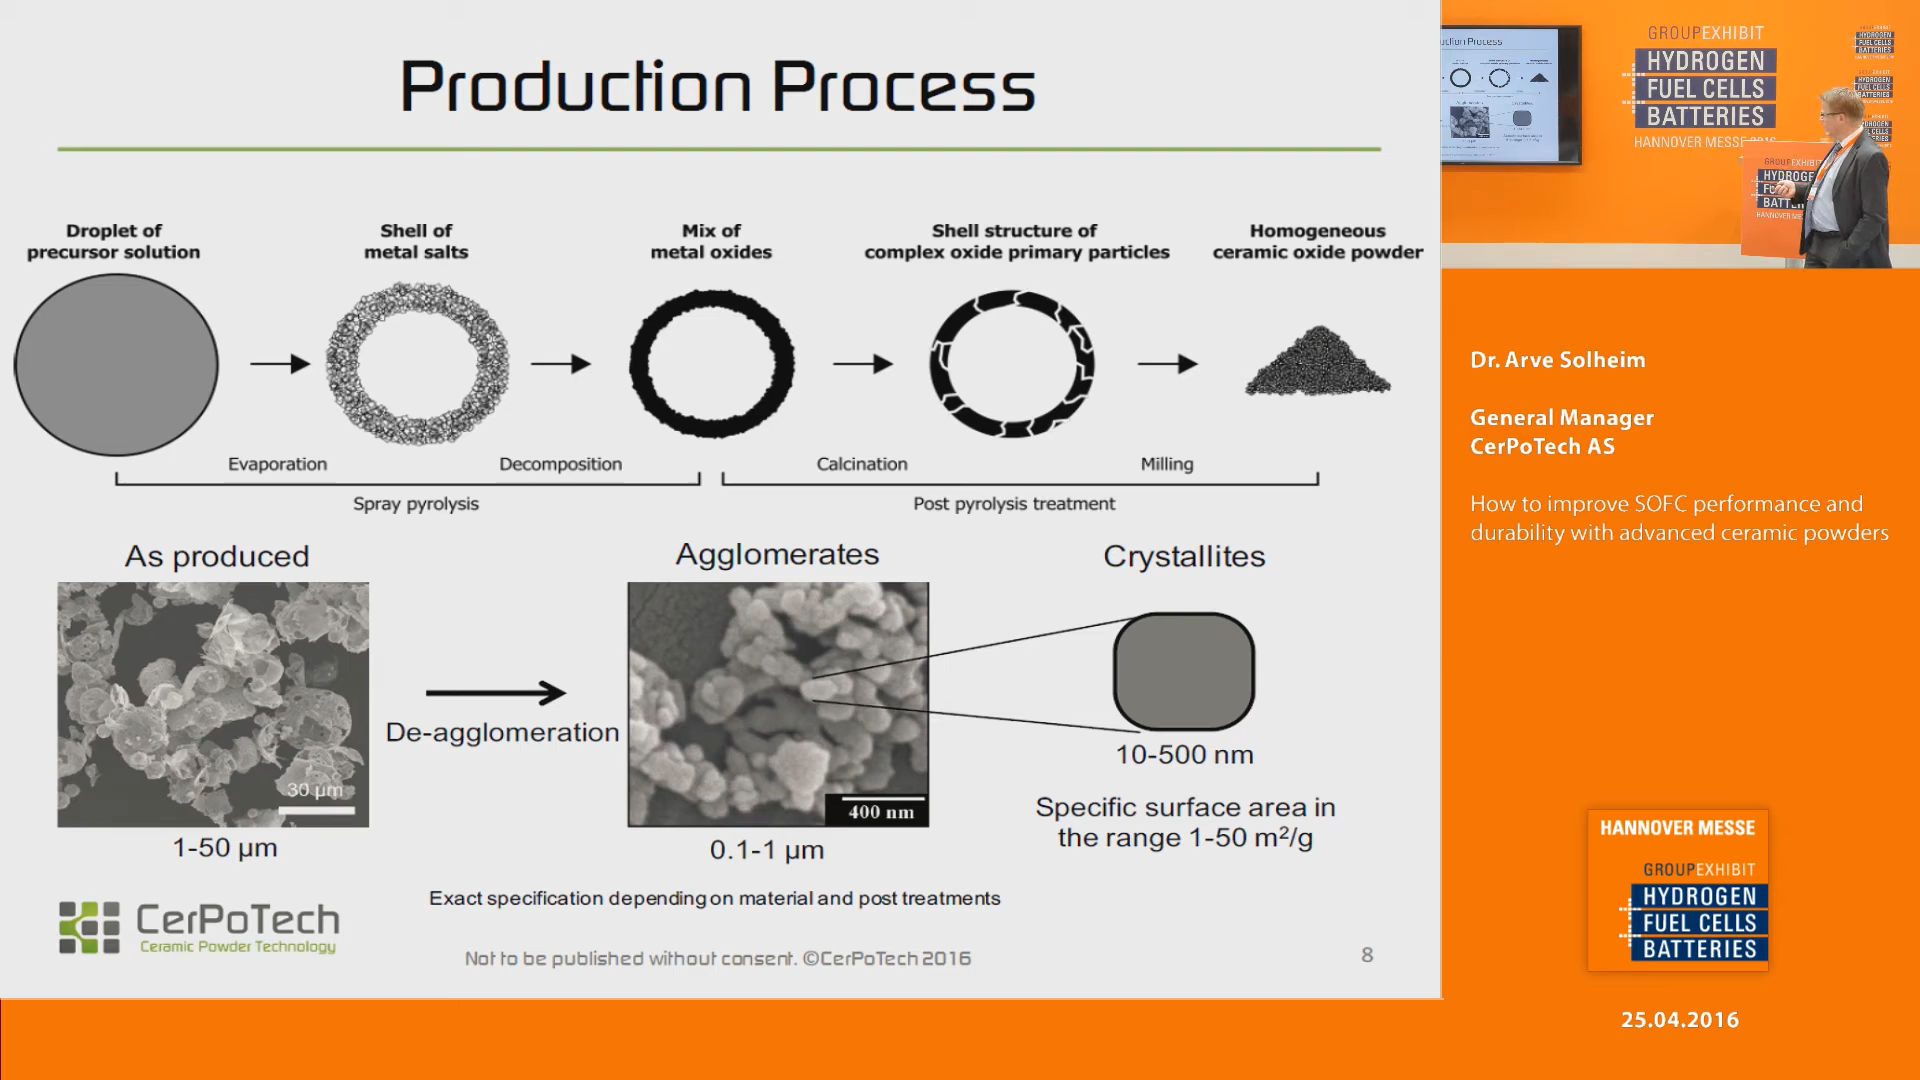 Production Process
Droplet of
precursor solution
Shell of
metal salts
Mix of
metal oxides
Shell structure of
complex oxide primary particles
Homogeneous
ceramic oxide powder
Evaporation
Decomposition
Calcination
Milling
Spray pyrolysis
Post pyrolysis treatment
As produced
Agglomerates
Crystallites
30 µm
De-agglomeration
400 nm
1-50 µm
0.1-1 µm
10-500 nm
Specific surface area in
the range 1-50 m²/g
Exact specification depending on material and post treatments
CerPoTech
Ceramic Powder Technology
Not to be published without consent. ©CerPoTech 2016
8
GROUPEXHIBIT
HYDROGEN
FUEL CELLS
BATTERIES
HANNOVER MESSE
Dr. Arve Solheim
General Manager
CerPoTech AS
How to improve SOFC performance and
durability with advanced ceramic powders
HANNOVER MESSE
GROUPEXHIBIT
HYDROGEN
FUEL CELLS
BATTERIES
25.04.2016